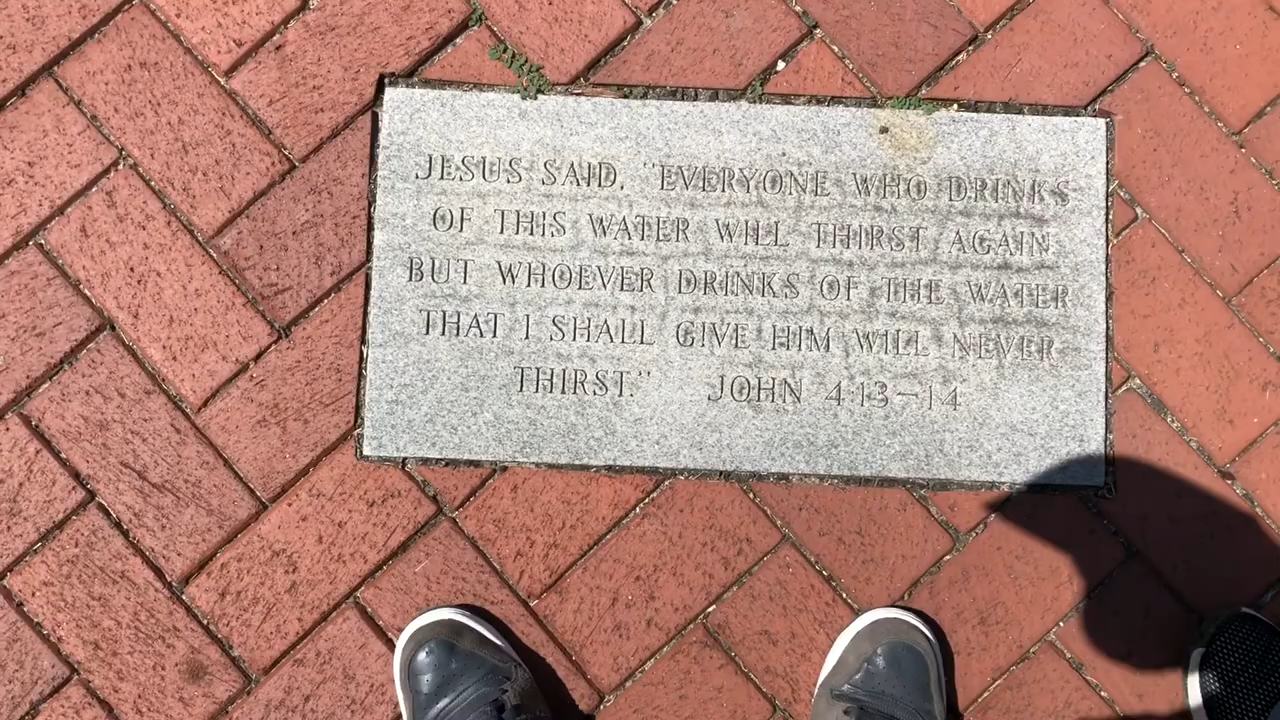 JESUS SAID, "EVERYONE WHO DRINKS
OF THIS WATER WILL THIRST AGAIN
BUT WHOEVER DRINKS OF THE WATER
THAT I SHALL GIVE HIM WILL NEVER
THIRST." JOHN 4:13–14